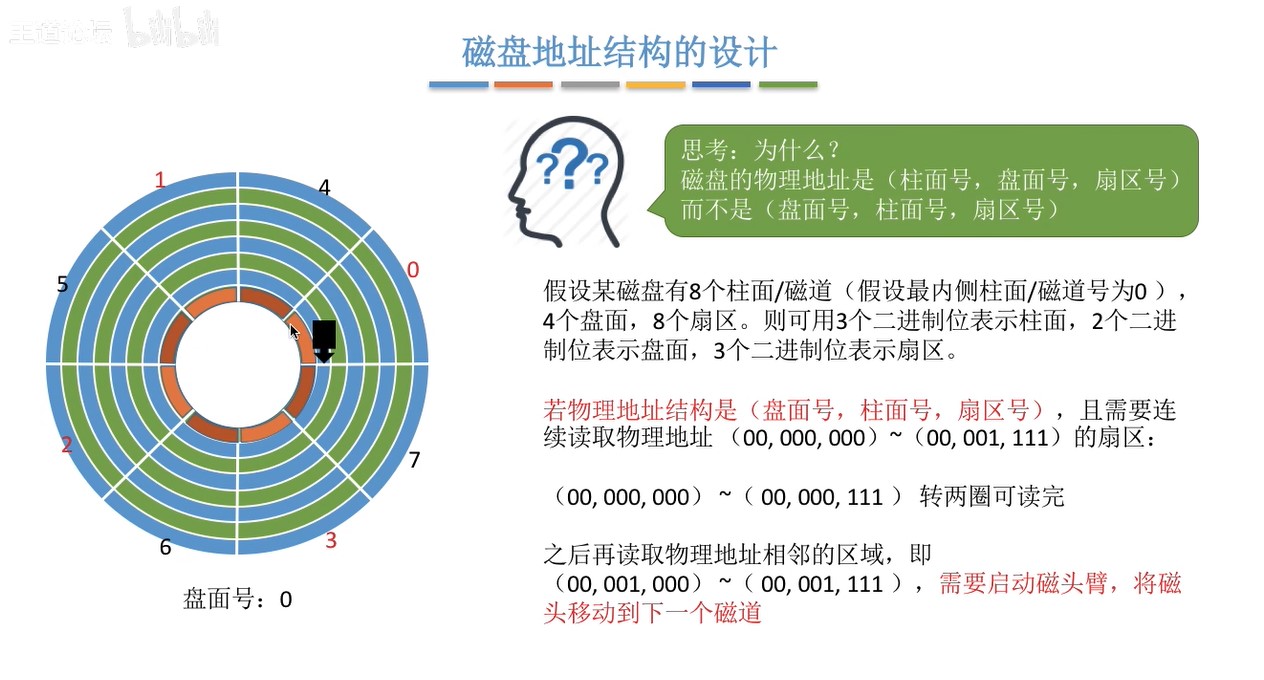 王道论坛 bilibili
磁盘地址结构的设计
???
思考：为什么？
磁盘的物理地址是（柱面号，盘面号，扇区号）
而不是（盘面号，柱面号，扇区号）
1
4
5
0
2
7
6
3
盘面号：0
假设某磁盘有8个柱面/磁道（假设最内侧柱面/磁道号为0 ），
4个盘面，8个扇区。则可用3个二进制位表示柱面，2个二进
制位表示盘面，3个二进制位表示扇区。
若物理地址结构是（盘面号，柱面号，扇区号），且需要连
续读取物理地址 （00, 000, 000）~（00, 001, 111）的扇区：
（00, 000, 000） ~（ 00, 000, 111 ） 转两圈可读完
之后再读取物理地址相邻的区域，即
（00, 001, 000） ~（ 00, 001, 111 ），需要启动磁头臂，将磁
头移动到下一个磁道